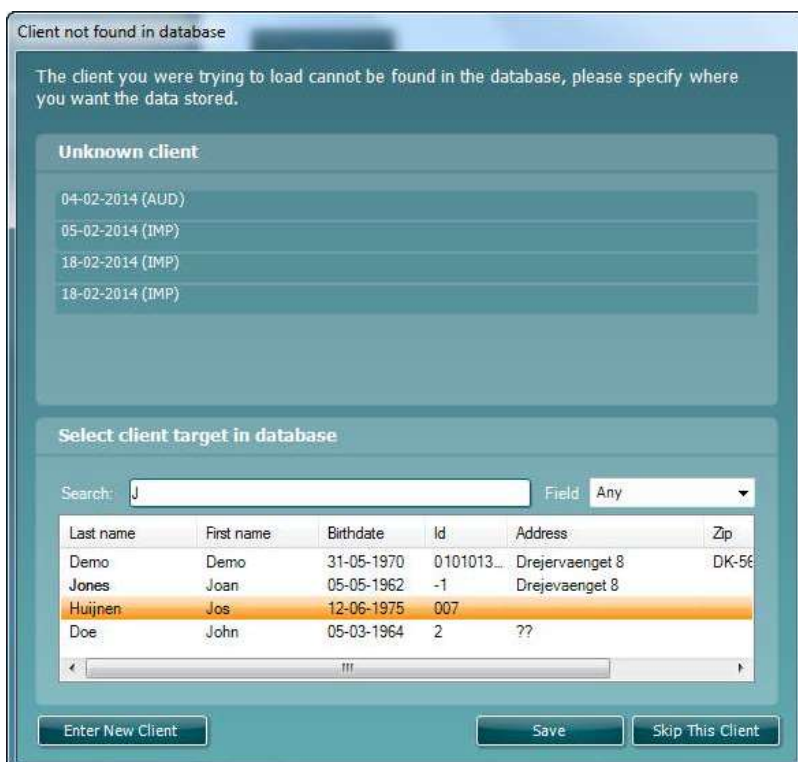 Client not found in database
The client you were trying to load cannot be found in the database, please specify where
you want the data stored.
Unknown client
04-02-2014 (AUD)
05-02-2014 (IMP)
18-02-2014 (IMP)
18-02-2014 (IMP)
Select client target in database
Search: J Field Any
Last name First name Birthdate Id Address Zip
Demo Demo 31-05-1970 0101013... Drejervaenget 8 DK-56
Jones Joan 05-05-1962 -1 Drejevaenget 8
Huijnen Jos 12-06-1975 007
Doe John 05-03-1964 2 ??
Enter New Client Save Skip This Client